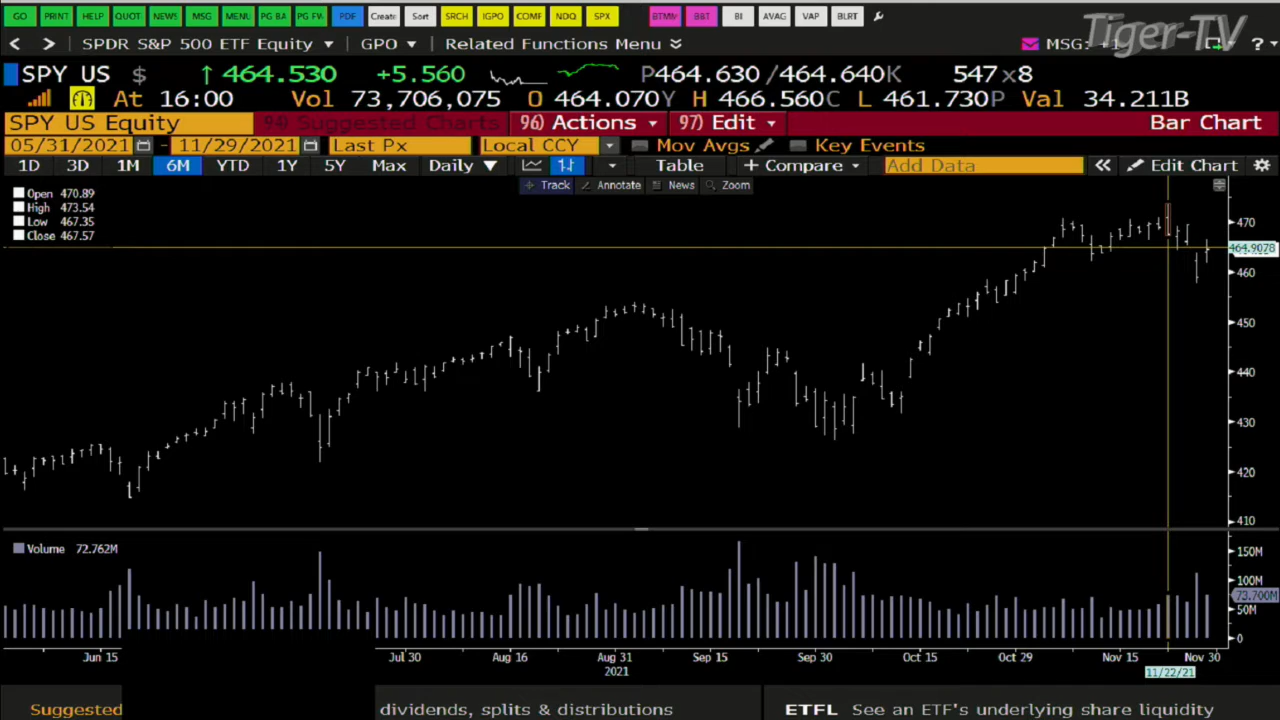 GO PRINT HELP QUOT NEWS MSG MENU PG BA PG FV. PDF Create Sort SRCH IGPO COMF NDQ SPX BTMV BBT BI AVAG VAP BLRT
Tiger-TV
SPDR S&P 500 ETF Equity GPO Related Functions Menu MSG: +1 ?
SPY US $ ↑ 464.530 +5.560 P464.630 /464.640K 547x8
At 16:00 Vol 73,706,075 O 464.070Y H 466.560C L 461.730P Val 34.211B
SPY US Equity 94) Suggested Charts 96) Actions 97) Edit Bar Chart
05/31/2021 - 11/29/2021 Last Px Local CCY Mov Avgs Key Events
1D 3D 1M 6M YTD 1Y 5Y Max Daily ▼ Table + Compare Add Data « Edit Chart
Track Annotate News Zoom
Open 470.89
High 473.54
Low 467.35
Close 467.57
470
464.9078
460
450
440
430
420
410
Volume 72.762M
150M
100M
73.700M
50M
0
Jun 15 Jul 30 Aug 16 Aug 31 Sep 15 Sep 30 Oct 15 Oct 29 Nov 15 Nov 30
2021 11/22/21
Suggested dividends, splits & distributions ETFL See an ETF's underlying share liquidity